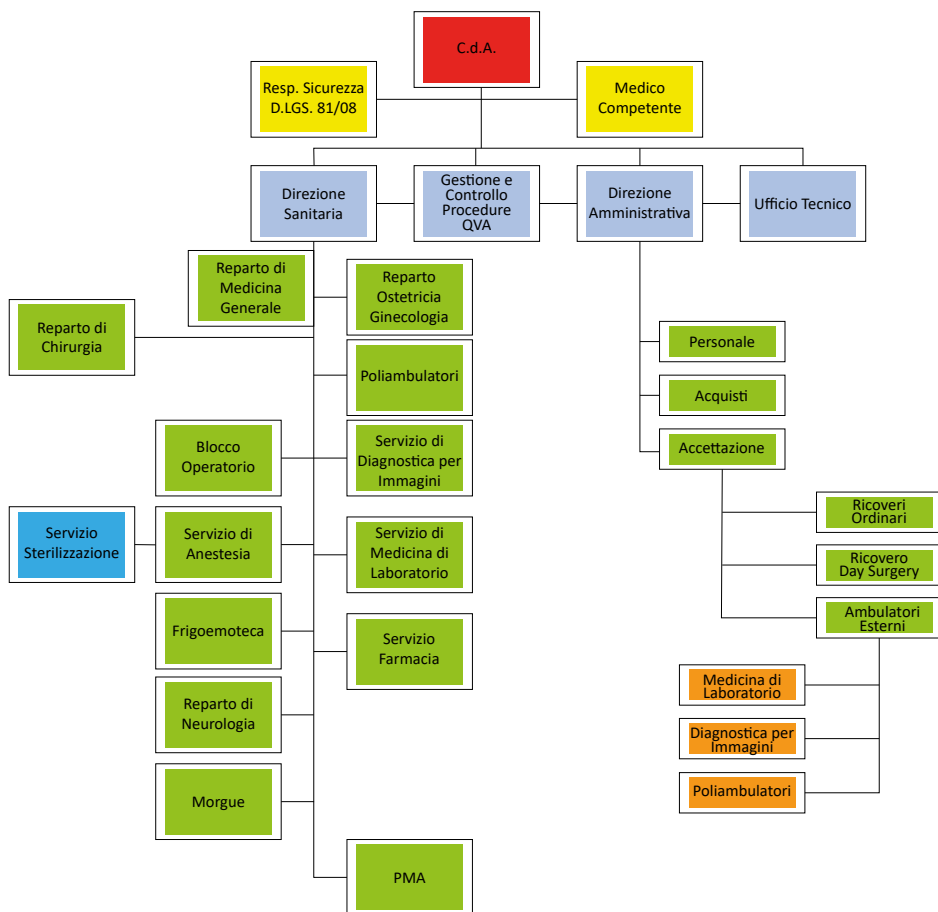 C.d.A.
Resp. Sicurezza
D.LGS. 81/08
Medico
Competente
Direzione
Sanitaria
Gestione e
Controllo
Procedure
QVA
Direzione
Amministrativa
Ufficio Tecnico
Reparto di
Medicina
Generale
Reparto
Ostetricia
Ginecologia
Reparto di
Chirurgia
Personale
Poliambulatori
Acquisti
Accettazione
Blocco
Operatorio
Servizio di
Diagnostica per
Immagini
Ricoveri
Ordinari
Servizio
Sterilizzazione
Servizio di
Anestesia
Servizio di
Medicina di
Laboratorio
Ricovero
Day Surgery
Ambulatori
Esterni
Frigoemoteca
Servizio
Farmacia
Medicina di
Laboratorio
Reparto di
Neurologia
Diagnostica per
Immagini
Poliambulatori
Morgue
PMA